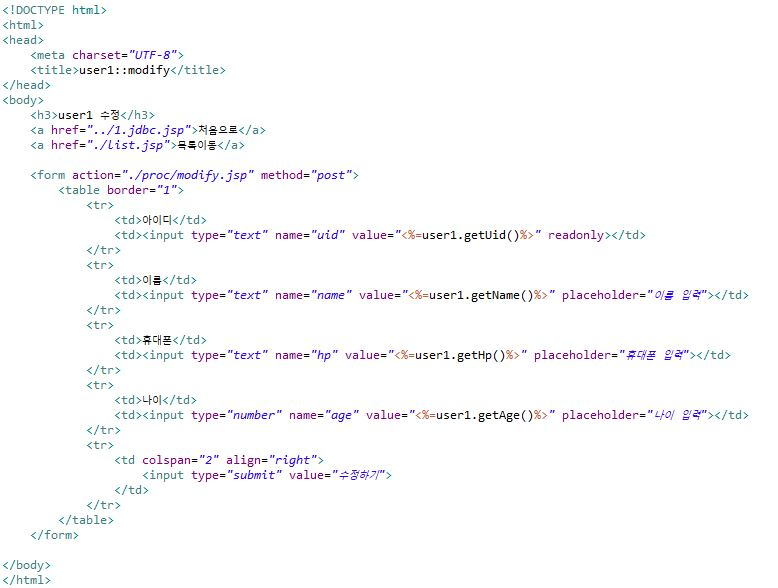 <!DOCTYPE html>
<html>
<head>
    <meta charset="UTF-8">
    <title>user1::modify</title>
</head>
<body>
    <h3>user1 수정</h3>
    <a href="../1.jdbc.jsp">처음으로</a>
    <a href="./list.jsp">목록이동</a>

    <form action="./proc/modify.jsp" method="post">
        <table border="1">
            <tr>
                <td>아이디</td>
                <td><input type="text" name="uid" value="<%=user1.getUid()%>" readonly></td>
            </tr>
            <tr>
                <td>이름</td>
                <td><input type="text" name="name" value="<%=user1.getName()%>" placeholder="이름 입력"></td>
            </tr>
            <tr>
                <td>휴대폰</td>
                <td><input type="text" name="hp" value="<%=user1.getHp()%>" placeholder="휴대폰 입력"></td>
            </tr>
            <tr>
                <td>나이</td>
                <td><input type="number" name="age" value="<%=user1.getAge()%>" placeholder="나이 입력"></td>
            </tr>
            <tr>
                <td colspan="2" align="right">
                    <input type="submit" value="수정하기">
                </td>
            </tr>
        </table>
    </form>

</body>
</html>